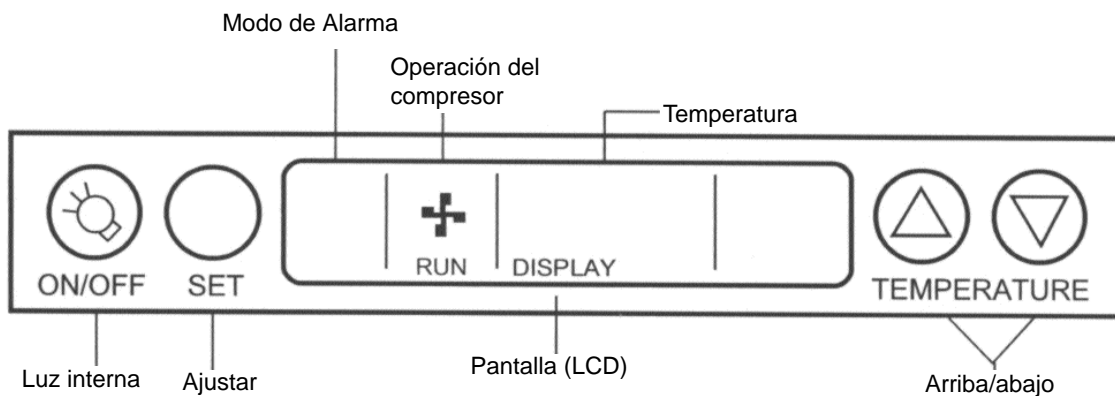 Modo de Alarma
Operación del
compresor
Temperatura
RUN
DISPLAY
ON/OFF
SET
TEMPERATURE
Luz interna
Ajustar
Pantalla (LCD)
Arriba/abajo